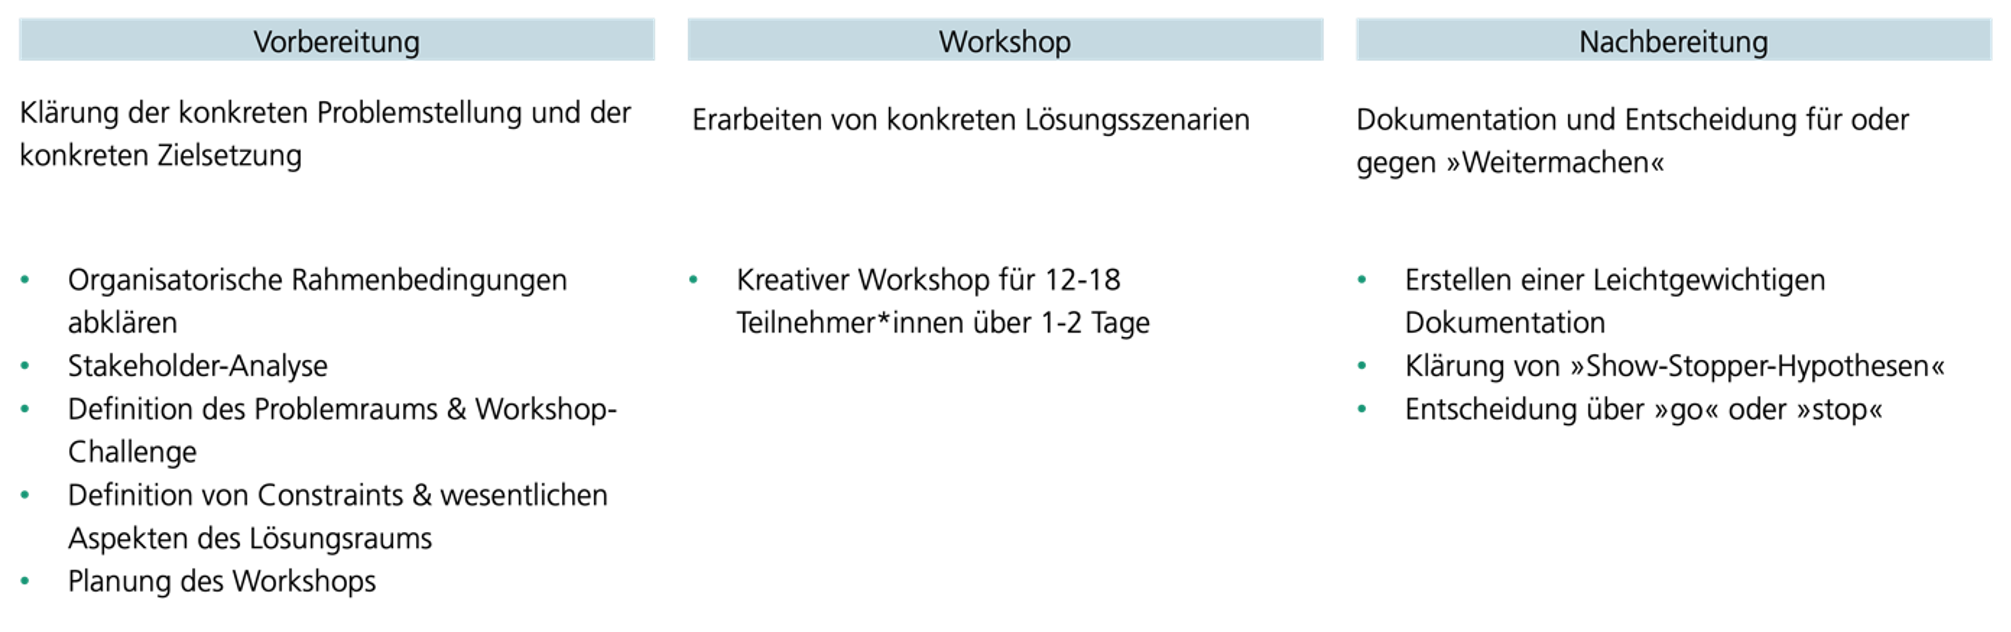 Vorbereitung
Klärung der konkreten Problemstellung und der
konkreten Zielsetzung
• Organisatorische Rahmenbedingungen
abklären
• Stakeholder-Analyse
• Definition des Problemraums & Workshop-
Challenge
• Definition von Constraints & wesentlichen
Aspekten des Lösungsraums
• Planung des Workshops
Workshop
Erarbeiten von konkreten Lösungsszenarien
• Kreativer Workshop für 12-18
Teilnehmer*innen über 1-2 Tage
Nachbereitung
Dokumentation und Entscheidung für oder
gegen »Weitermachen«
• Erstellen einer Leichtgewichtigen
Dokumentation
• Klärung von »Show-Stopper-Hypothesen«
• Entscheidung über »go« oder »stop«